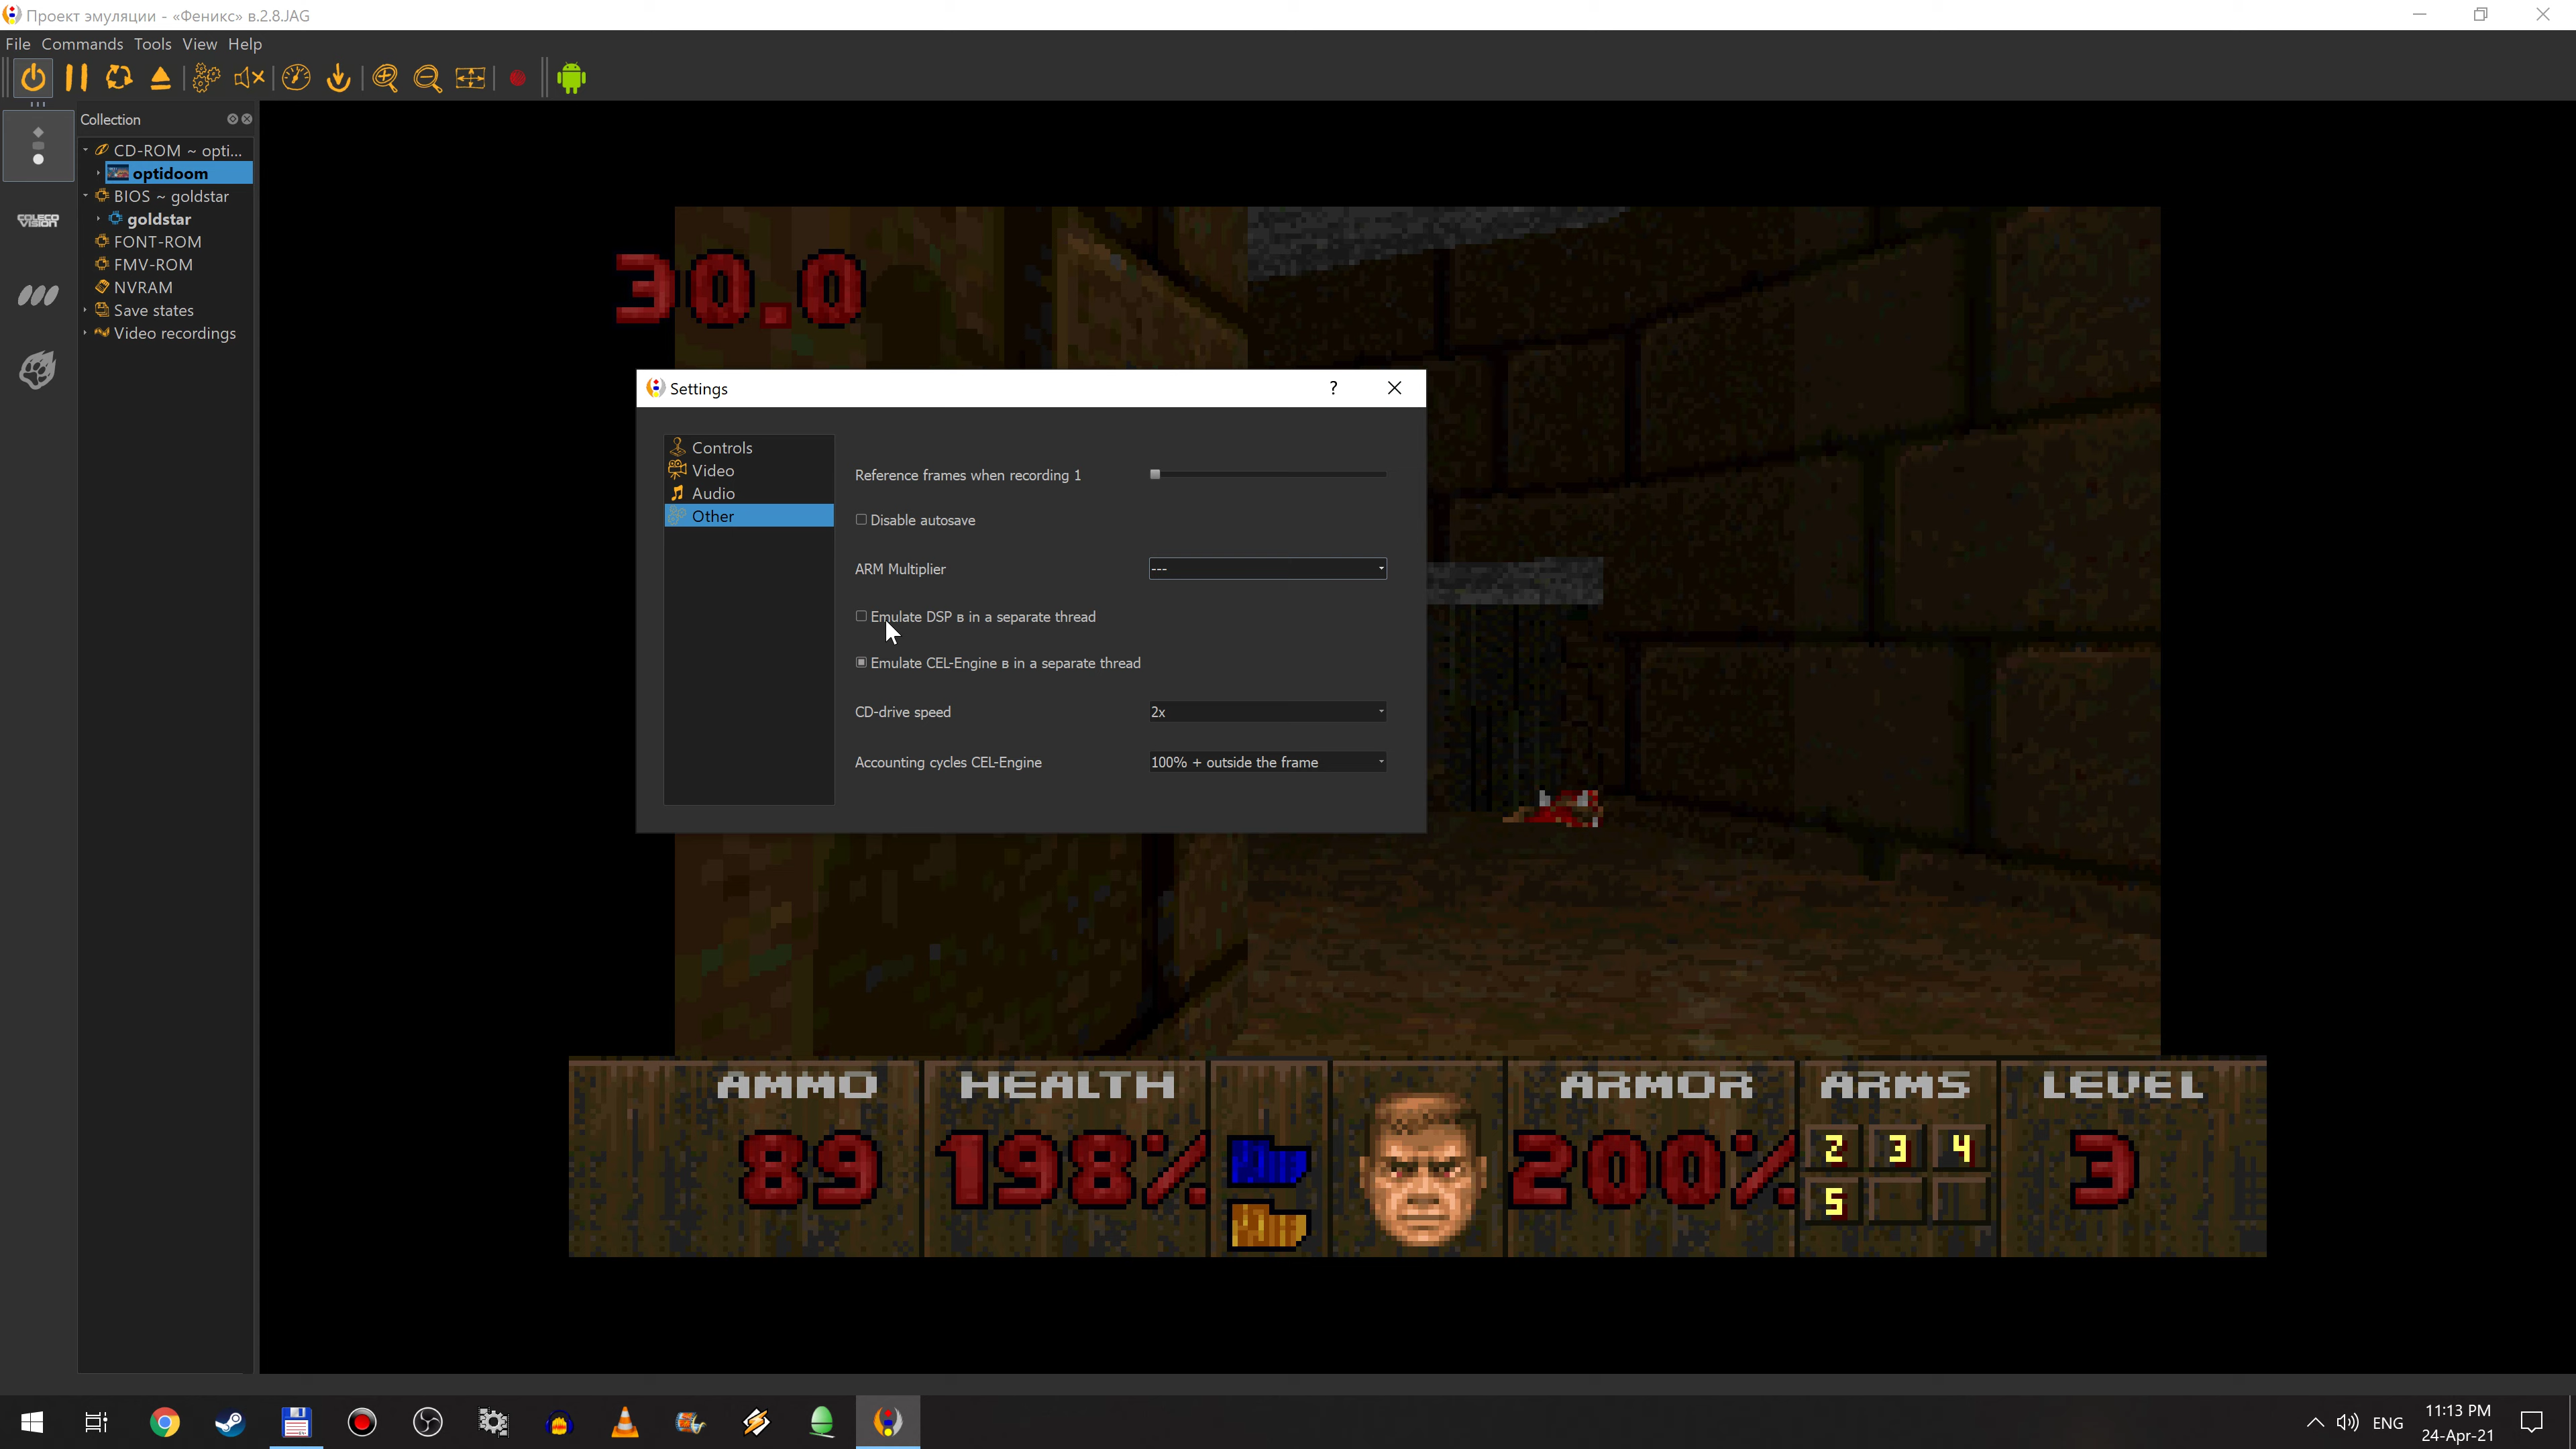 Проект эмуляции - «Феникс» в.2.8.JAG
File Commands Tools View Help
Collection
CD-ROM ~ opti...
optidoom
BIOS ~ goldstar
goldstar
FONT-ROM
FMV-ROM
NVRAM
Save states
Video recordings
COLECO
VISION
30.0
Settings
?
Controls
Video
Audio
Other
Reference frames when recording 1
Disable autosave
ARM Multiplier
---
Emulate DSP в in a separate thread
Emulate CEL-Engine в in a separate thread
CD-drive speed
2x
Accounting cycles CEL-Engine
100% + outside the frame
AMMO HEALTH ARMOR ARMS LEVEL
89 198% 200% 2 3 4 3
5
ENG
11:13 PM
24-Apr-21